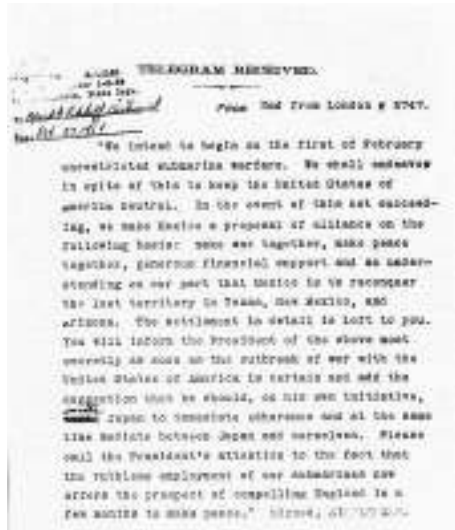 TELEGRAM RECEIVED.
From 2nd from London # 5747.
"We intend to begin on the first of February
unrestricted submarine warfare. We shall endeavor
in spite of this to keep the United States of
America neutral. In the event of this not succeed-
ing, we make Mexico a proposal of alliance on the
following basis: make war together, make peace
together, generous financial support and an under-
standing on our part that Mexico is to reconquer
the lost territory in Texas, New Mexico, and
Arizona. The settlement in detail is left to you.
You will inform the President of the above most
secretly as soon as the outbreak of war with the
United States of America is certain and add the
suggestion that he should, on his own initiative,
Japan to immediate adherence and at the same
time mediate between Japan and ourselves. Please
call the President's attention to the fact that
the ruthless employment of our submarines now
offers the prospect of compelling England in a
few months to make peace." Signed,